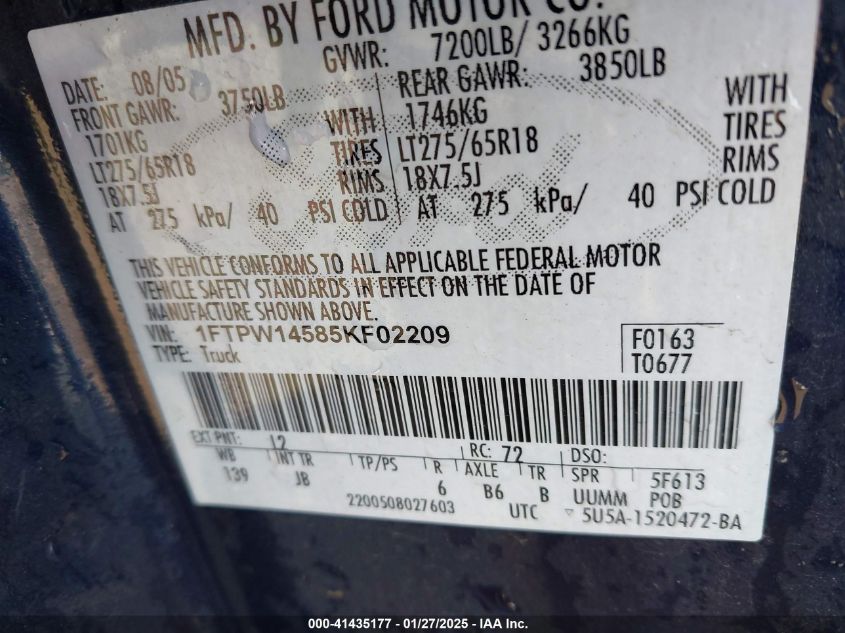 MFD. BY FORD MOTOR CO.
DATE: 08/05 GVWR: 7200LB/ 3266KG
FRONT GAWR: 3750LB REAR GAWR: 3850LB
1701KG WITH 1746KG WITH
LT275/65R18 TIRES LT275/65R18 TIRES
18X7.5J RIMS 18X7.5J RIMS
AT 275 kPa/ 40 PSI COLD AT 275 kPa/ 40 PSI COLD
THIS VEHICLE CONFORMS TO ALL APPLICABLE FEDERAL MOTOR
VEHICLE SAFETY STANDARDS IN EFFECT ON THE DATE OF
MANUFACTURE SHOWN ABOVE.
VIN: 1FTPW14585KF02209 F0163
TYPE: Truck T0677
EXT PNT: L2 RC: 72 DSO:
WB INT TR TP/PS R AXLE TR SPR 5F613
139 JB 6 B6 B UUMM POB
2200508027603 UTC ▽ 5U5A-1520472-BA
000-41435177 - 01/27/2025 - IAA Inc.